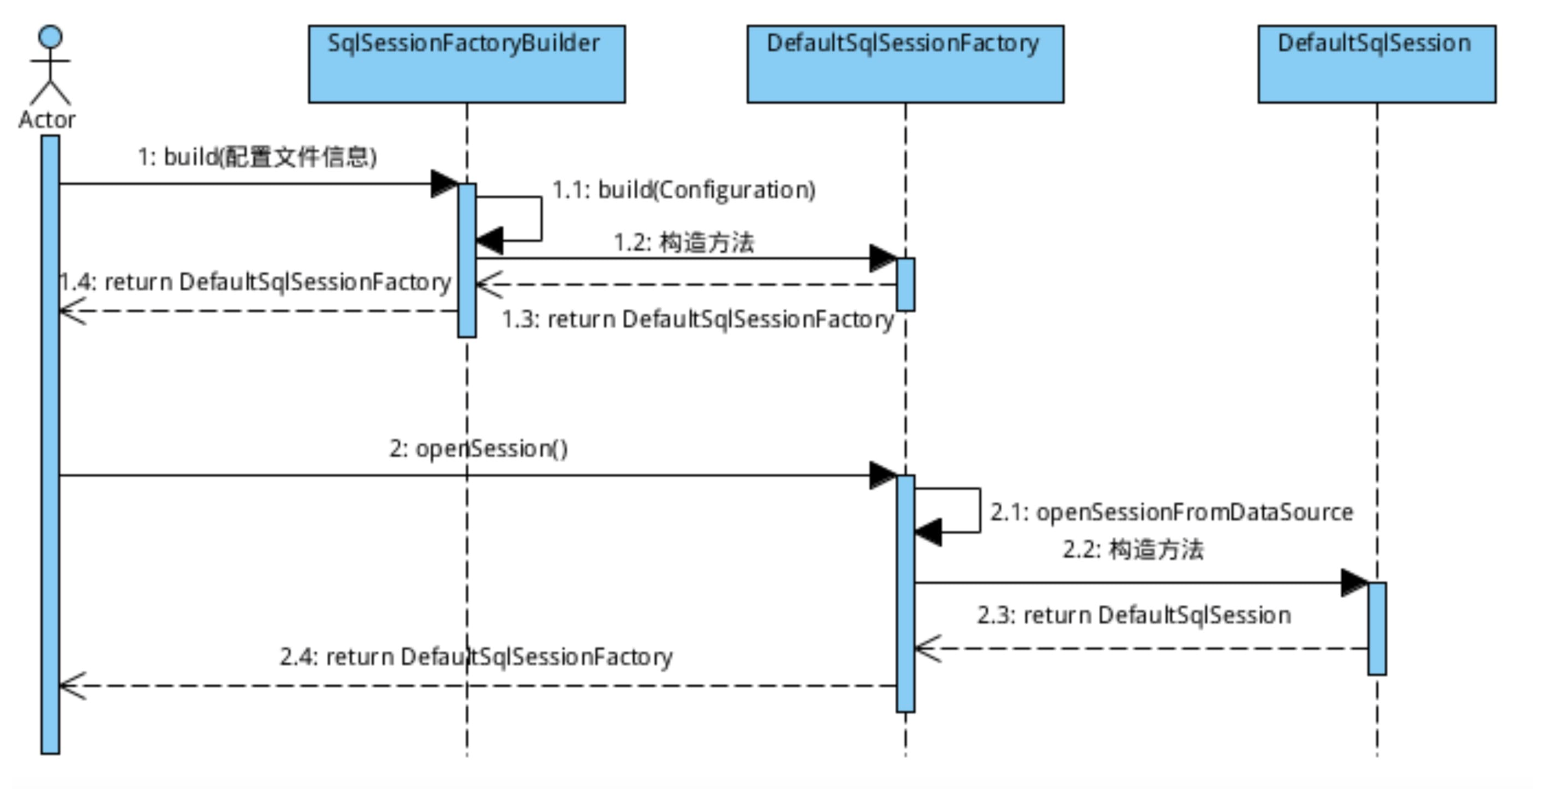 SqlSessionFactoryBuilder
DefaultSqlSessionFactory
DefaultSqlSession
Actor
1: build(配置文件信息)
1.1: build(Configuration)
1.2: 构造方法
1.4: return DefaultSqlSessionFactory
1.3: return DefaultSqlSessionFactory
2: openSession()
2.1: openSessionFromDataSource
2.2: 构造方法
2.3: return DefaultSqlSession
2.4: return DefaultSqlSessionFactory